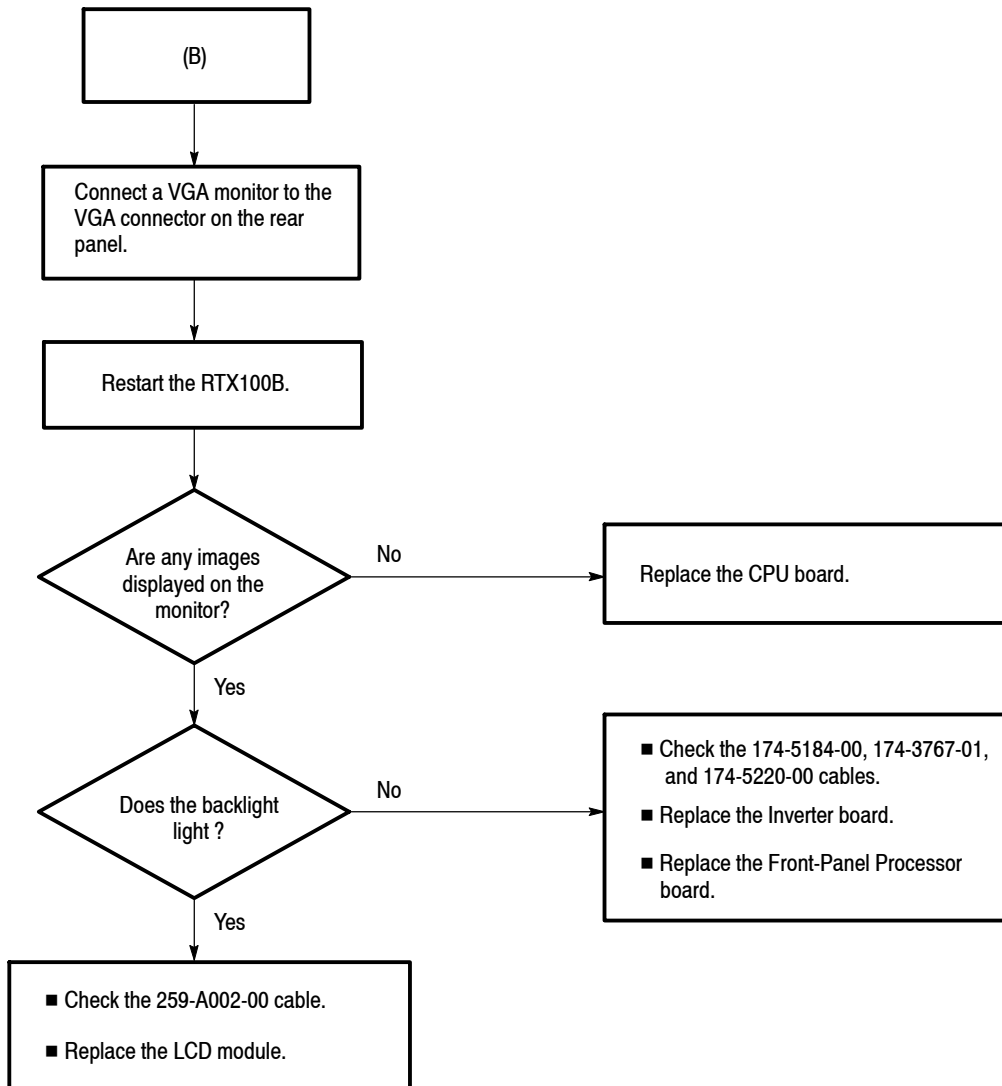 (B)
Connect a VGA monitor to the
VGA connector on the rear
panel.
Restart the RTX100B.
Are any images
displayed on the
monitor?
No
Replace the CPU board.
Yes
Does the backlight
light ?
No
■ Check the 174-5184-00, 174-3767-01,
and 174-5220-00 cables.
■ Replace the Inverter board.
■ Replace the Front-Panel Processor
board.
Yes
■ Check the 259-A002-00 cable.
■ Replace the LCD module.